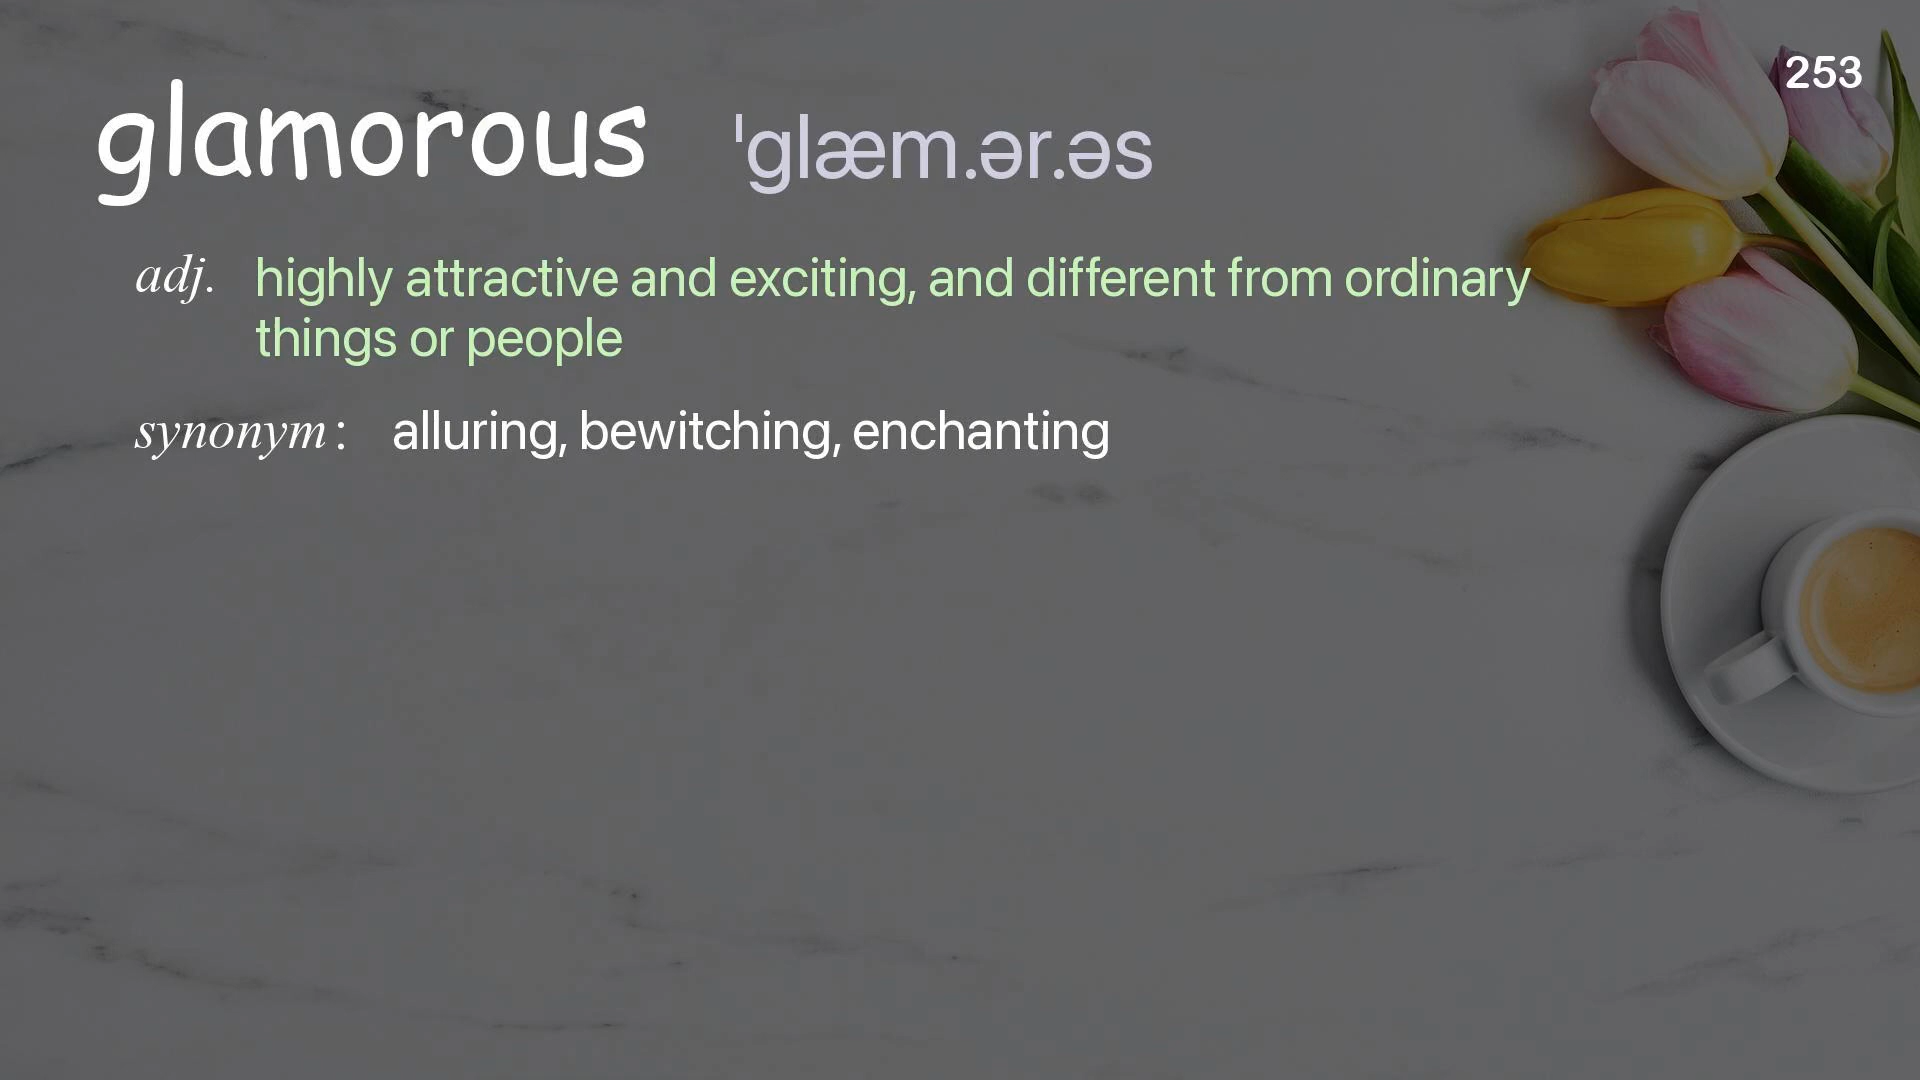 253
glamorous ˈglæm.ər.əs
adj. highly attractive and exciting, and different from ordinary
things or people
synonym: alluring, bewitching, enchanting